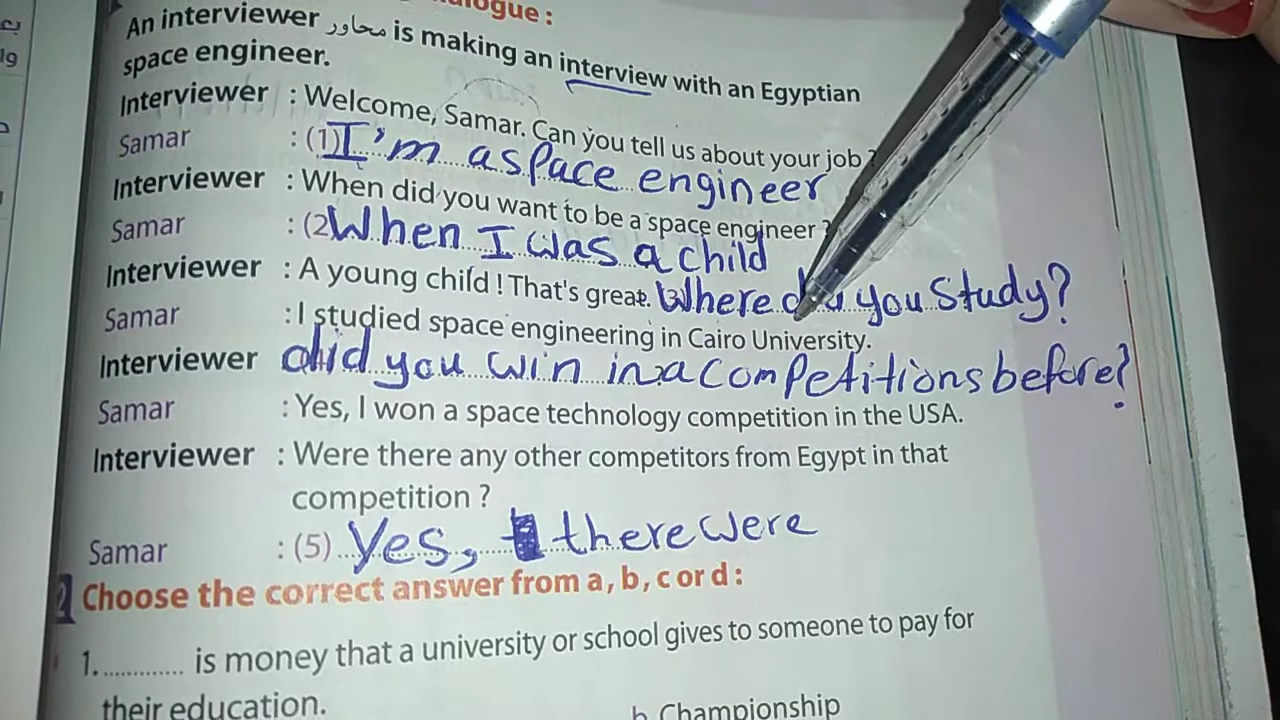 ogue :
An interviewer محاور is making an interview with an Egyptian
space engineer.
Interviewer : Welcome, Samar. Can you tell us about your job ?
Samar : (1) I'm a space engineer
Interviewer : When did you want to be a space engineer ?
Samar : (2 When I was a child
Interviewer : A young child ! That's great. Where did you study?
Samar : I studied space engineering in Cairo University.
Interviewer did you win in a competitions before?
Samar : Yes, I won a space technology competition in the USA.
Interviewer : Were there any other competitors from Egypt in that
competition ?
Samar : (5) Yes, there were
2 Choose the correct answer from a, b, c or d :
1. ............ is money that a university or school gives to someone to pay for
their education.
b Championship